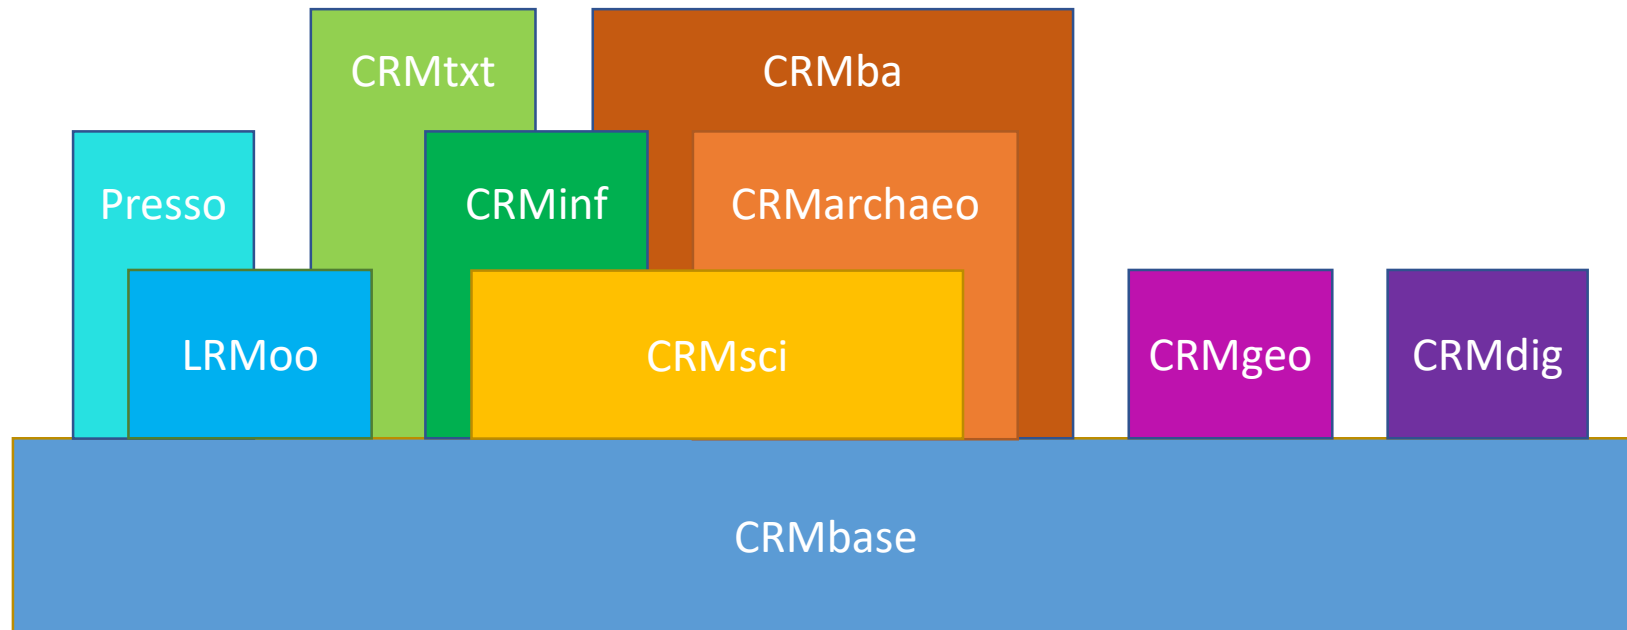 CRMtxt
CRMba
Presso
CRMinf
CRMarchaeo
LRMoo
CRMsci
CRMgeo
CRMdig
CRMbase